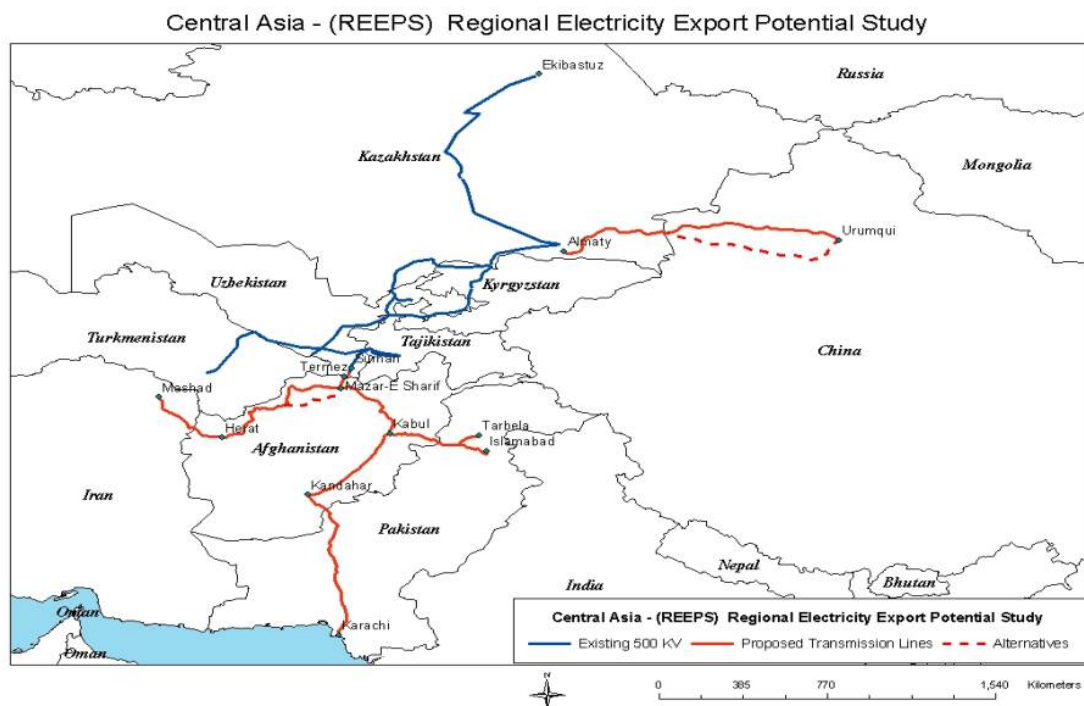 Central Asia - (REEPS) Regional Electricity Export Potential Study
Ekibastuz
Russia
Kazakhstan
Mongolia
Almaty
Urumqui
Uzbekistan
Kyrgyzstan
Turkmenistan
Tajikistan
China
Surhan
Termez
Mashad
Mazar-E Sharif
Herat
Kabul
Tarbela
Afghanistan
Islamabad
Kandahar
Iran
Pakistan
Nepal
India
Bhutan
Oman
Karachi
Oman
Central Asia - (REEPS) Regional Electricity Export Potential Study
Existing 500 KV
Proposed Transmission Lines
Alternatives
N
0 385 770 1,540 Kilometers